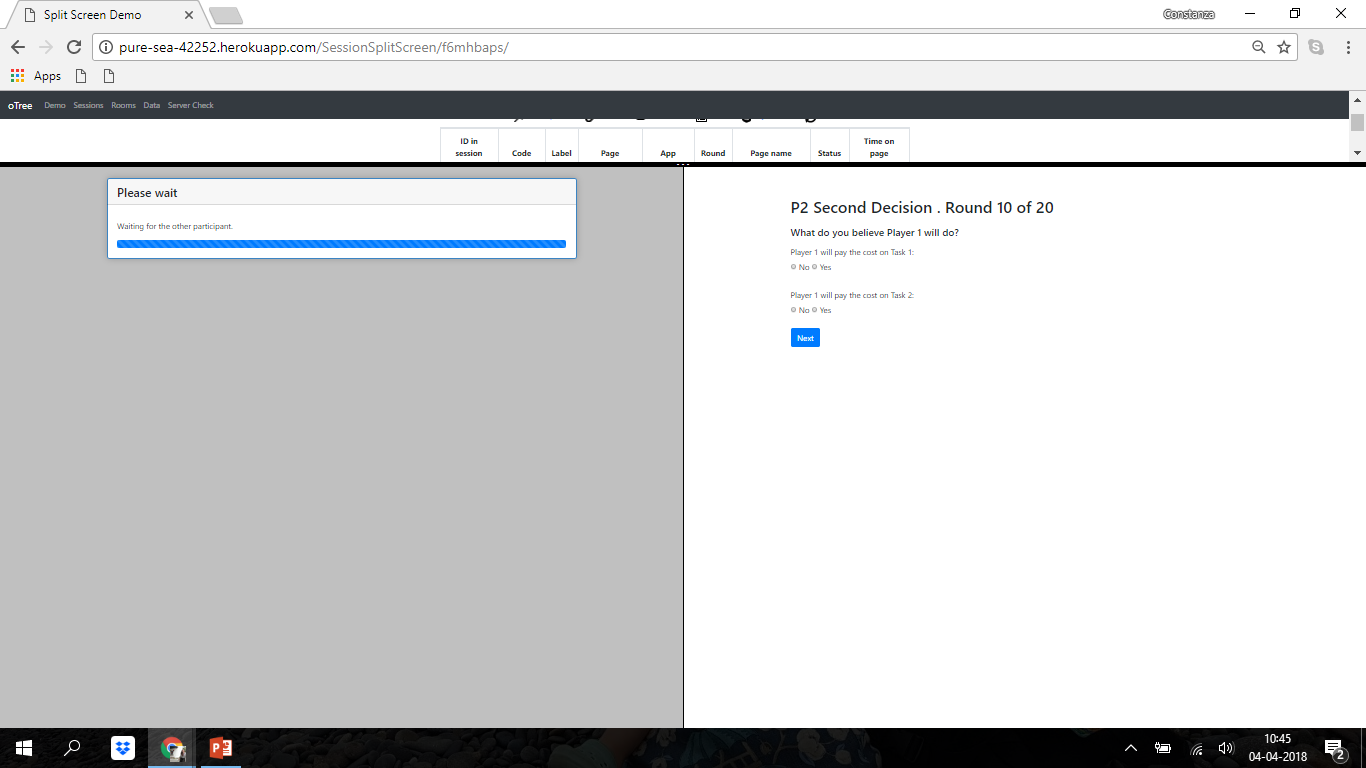 Split Screen Demo
Constanza
pure-sea-42252.herokuapp.com/SessionSplitScreen/f6mhbaps/
Apps
oTree Demo Sessions Rooms Data Server Check
ID in session Code Label Page App Round Page name Status Time on page
Please wait
Waiting for the other participant.
P2 Second Decision . Round 10 of 20
What do you believe Player 1 will do?
Player 1 will pay the cost on Task 1:
No Yes
Player 1 will pay the cost on Task 2:
No Yes
Next
10:45
04-04-2018
2